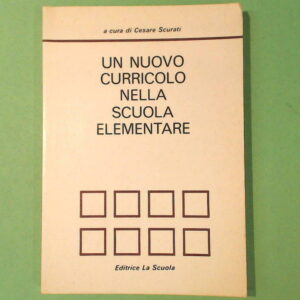 a cura di Cesare Scurati
UN NUOVO
CURRICOLO
NELLA
SCUOLA
ELEMENTARE
Editrice La Scuola